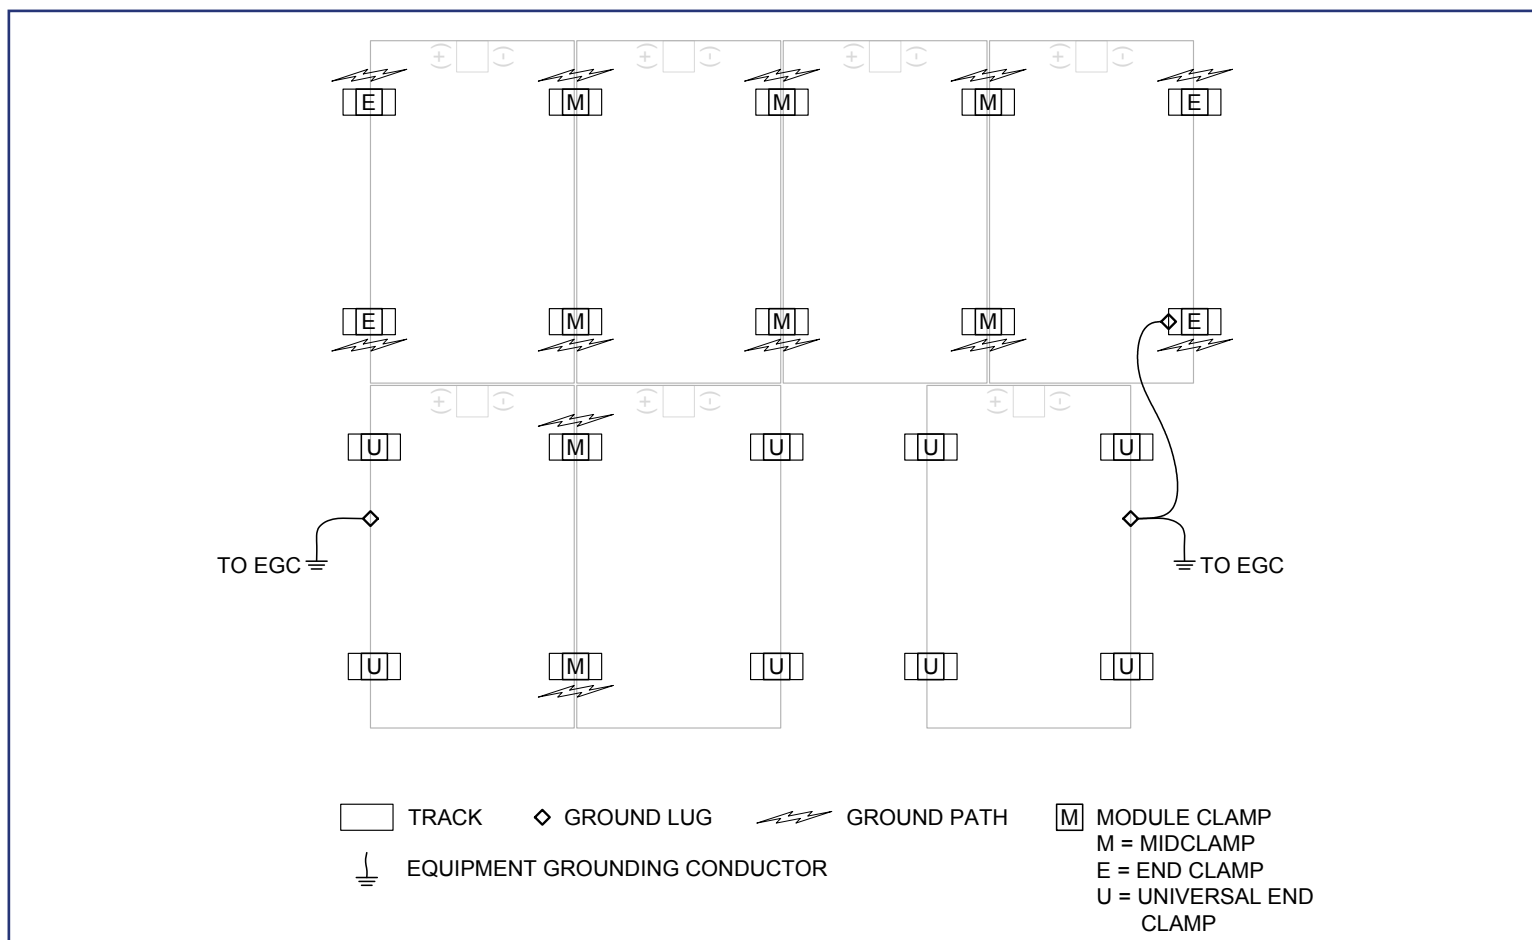 (+) (-) (+) (-) (+) (-) (+) (-)
E M M M E
E M M M E
(+) (-) (+) (-) (+) (-)
U M U U U
TO EGC TO EGC
U M U U U
TRACK GROUND LUG GROUND PATH M MODULE CLAMP
M = MIDCLAMP
EQUIPMENT GROUNDING CONDUCTOR E = END CLAMP
U = UNIVERSAL END
CLAMP